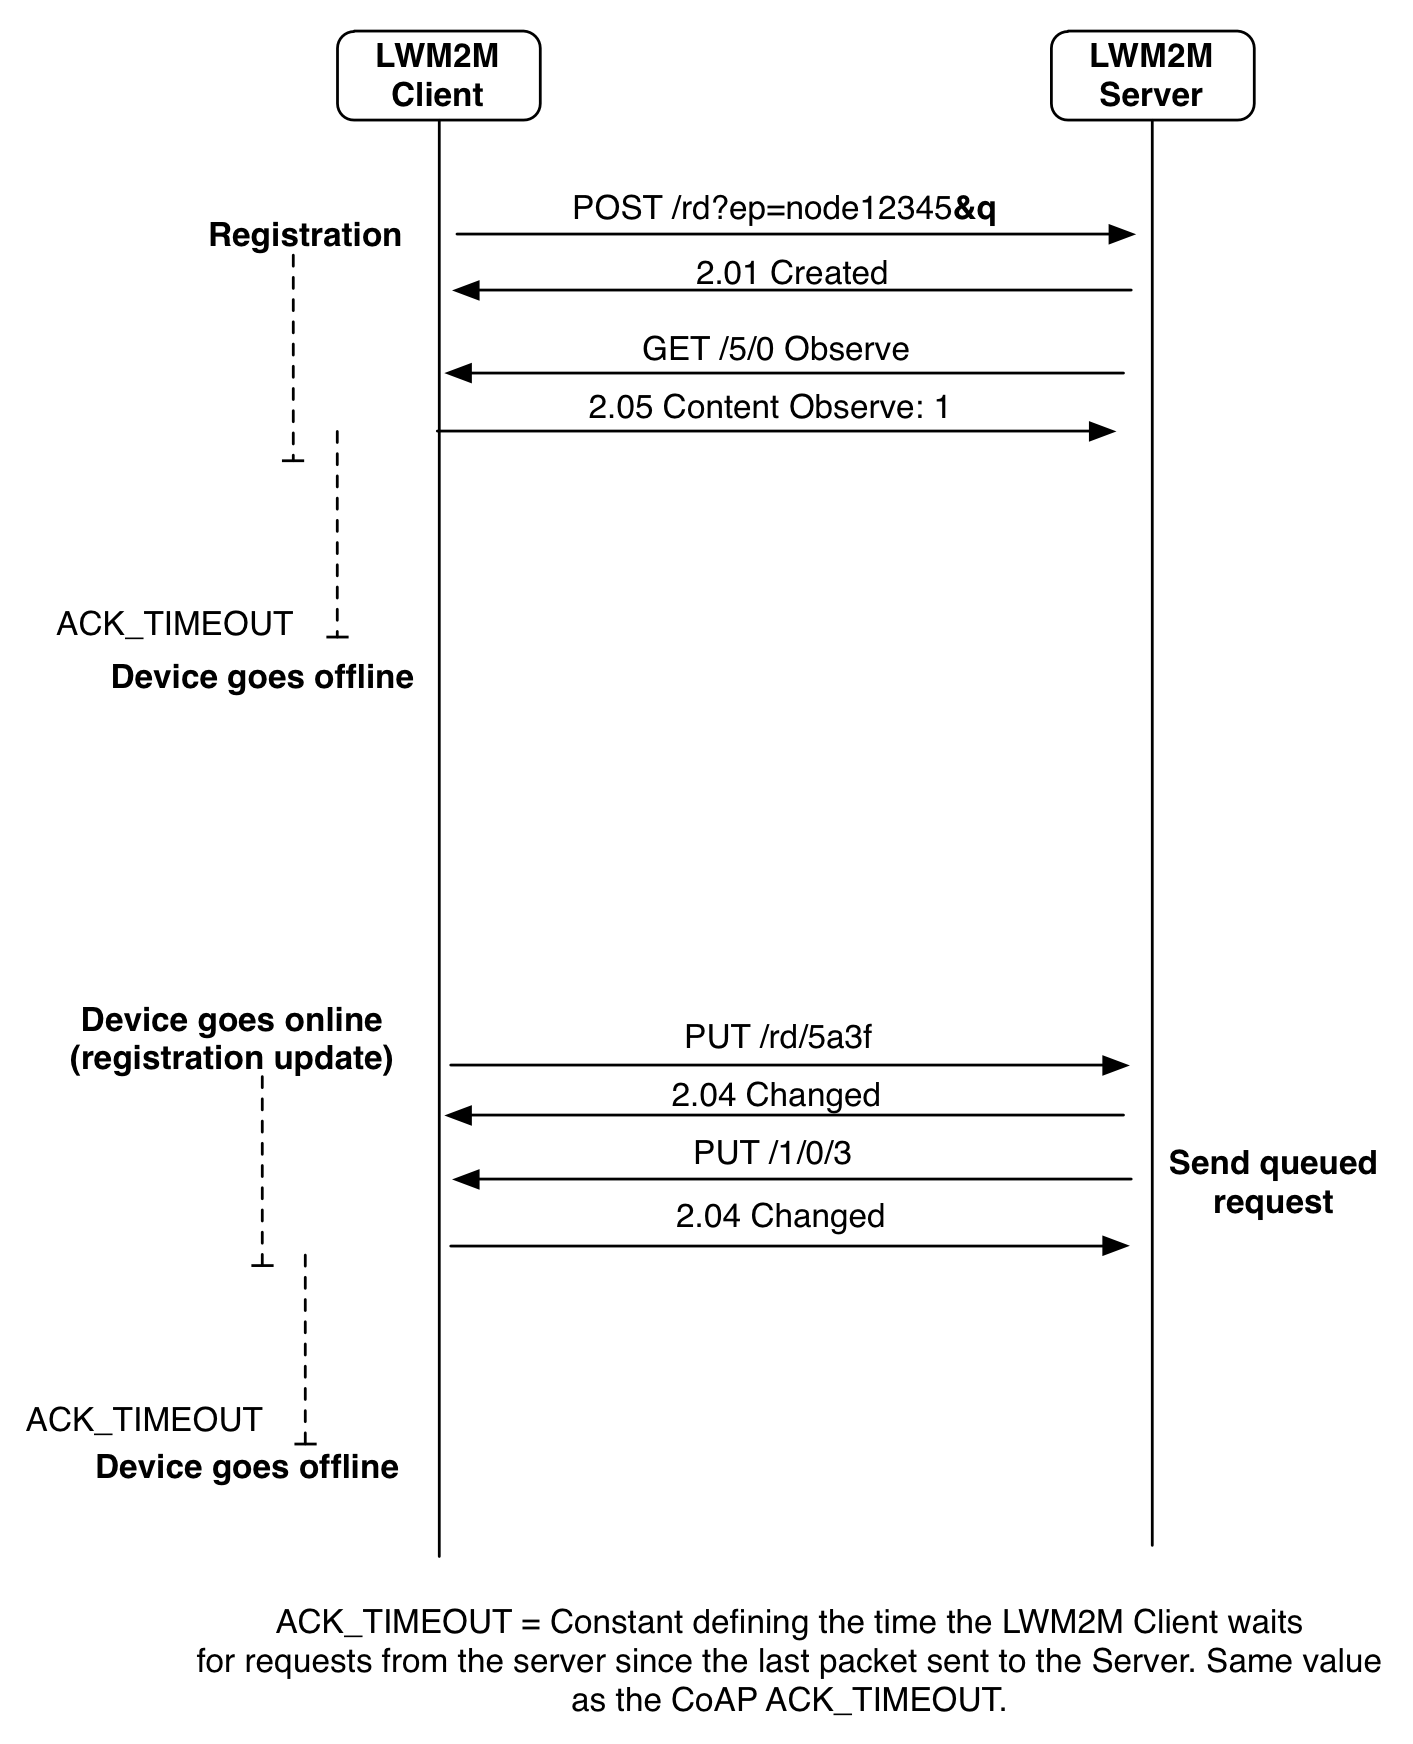 LWM2M
Client
LWM2M
Server
POST /rd?ep=node12345&q
Registration
2.01 Created
GET /5/0 Observe
2.05 Content Observe: 1
ACK_TIMEOUT
Device goes offline
Device goes online
(registration update)
PUT /rd/5a3f
2.04 Changed
PUT /1/0/3
Send queued
request
2.04 Changed
ACK_TIMEOUT
Device goes offline
ACK_TIMEOUT = Constant defining the time the LWM2M Client waits
for requests from the server since the last packet sent to the Server. Same value
as the CoAP ACK_TIMEOUT.